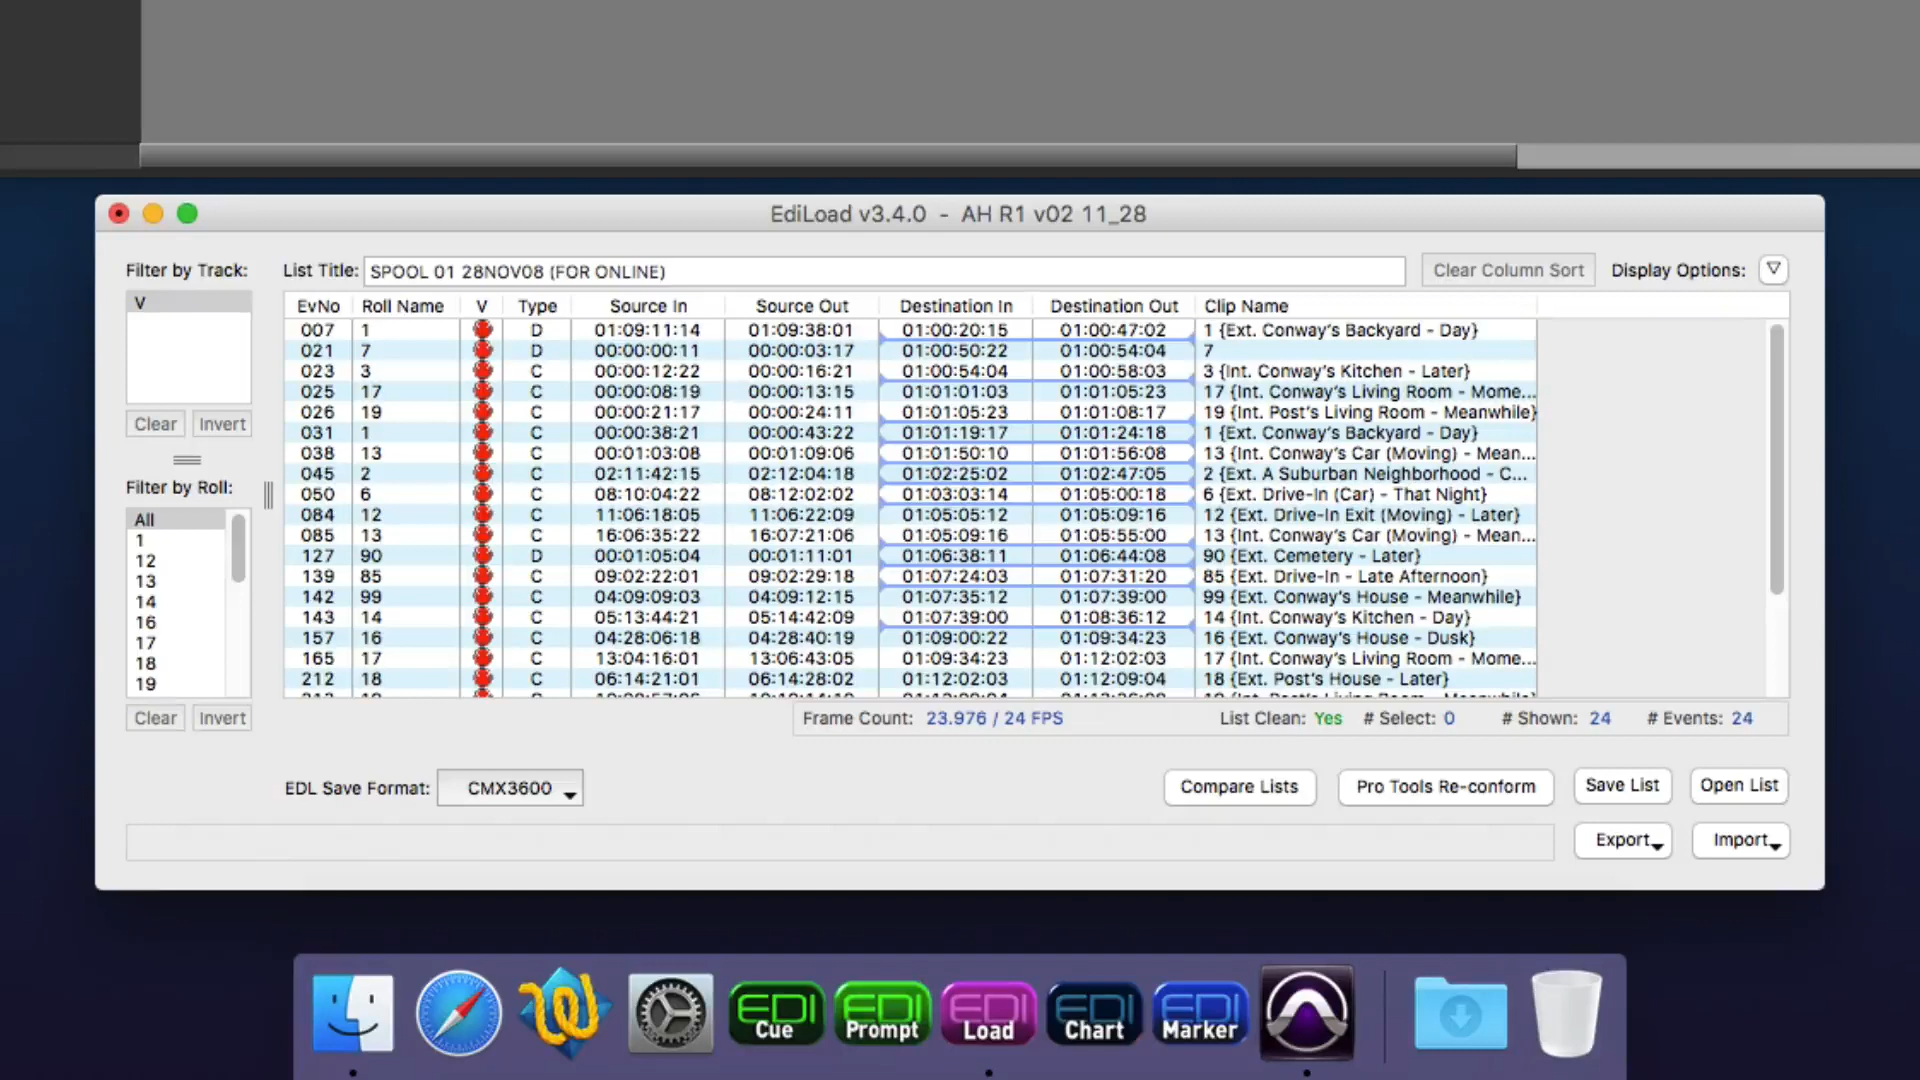 EdiLoad v3.4.0 - AH R1 v02 11_28
Filter by Track:
V
Clear Invert
Filter by Roll:
All
1
12
13
14
16
17
18
19
Clear Invert
List Title: SPOOL 01 28NOV08 (FOR ONLINE) Clear Column Sort Display Options:
EvNo Roll Name V Type Source In Source Out Destination In Destination Out Clip Name
007 1 D 01:09:11:14 01:09:38:01 01:00:20:15 01:00:47:02 1 {Ext. Conway's Backyard - Day}
021 7 D 00:00:00:11 00:00:03:17 01:00:50:22 01:00:54:04 7
023 3 C 00:00:12:22 00:00:16:21 01:00:54:04 01:00:58:03 3 {Int. Conway's Kitchen - Later}
025 17 C 00:00:08:19 00:00:13:15 01:01:01:03 01:01:05:23 17 {Int. Conway's Living Room - Mome...
026 19 C 00:00:21:17 00:00:24:11 01:01:05:23 01:01:08:17 19 {Int. Post's Living Room - Meanwhile}
031 1 C 00:00:38:21 00:00:43:22 01:01:19:17 01:01:24:18 1 {Ext. Conway's Backyard - Day}
038 13 C 00:01:03:08 00:01:09:06 01:01:50:10 01:01:56:08 13 {Int. Conway's Car (Moving) - Mean...
045 2 C 02:11:42:15 02:12:04:18 01:02:25:02 01:02:47:05 2 {Ext. A Suburban Neighborhood - C...
050 6 C 08:10:04:22 08:12:02:02 01:03:03:14 01:05:00:18 6 {Ext. Drive-In (Car) - That Night}
084 12 C 11:06:18:05 11:06:22:09 01:05:05:12 01:05:09:16 12 {Ext. Drive-In Exit (Moving) - Later}
085 13 C 16:06:35:22 16:07:21:06 01:05:09:16 01:05:55:00 13 {Int. Conway's Car (Moving) - Mean...
127 90 D 00:01:05:04 00:01:11:01 01:06:38:11 01:06:44:08 90 {Ext. Cemetery - Later}
139 85 C 09:02:22:01 09:02:29:18 01:07:24:03 01:07:31:20 85 {Ext. Drive-In - Late Afternoon}
142 99 C 04:09:09:03 04:09:12:15 01:07:35:12 01:07:39:00 99 {Ext. Conway's House - Meanwhile}
143 14 C 05:13:44:21 05:14:42:09 01:07:39:00 01:08:36:12 14 {Int. Conway's Kitchen - Day}
157 16 C 04:28:06:18 04:28:40:19 01:09:00:22 01:09:34:23 16 {Ext. Conway's House - Dusk}
165 17 C 13:04:16:01 13:06:43:05 01:09:34:23 01:12:02:03 17 {Int. Conway's Living Room - Mome...
212 18 C 06:14:21:01 06:14:28:02 01:12:02:03 01:12:09:04 18 {Ext. Post's House - Later}
Frame Count: 23.976 / 24 FPS List Clean: Yes # Select: 0 # Shown: 24 # Events: 24
EDL Save Format: CMX3600 Compare Lists Pro Tools Re-conform Save List Open List
Export Import
EDI Cue
EDI Prompt
EDI Load
EDI Chart
EDI Marker